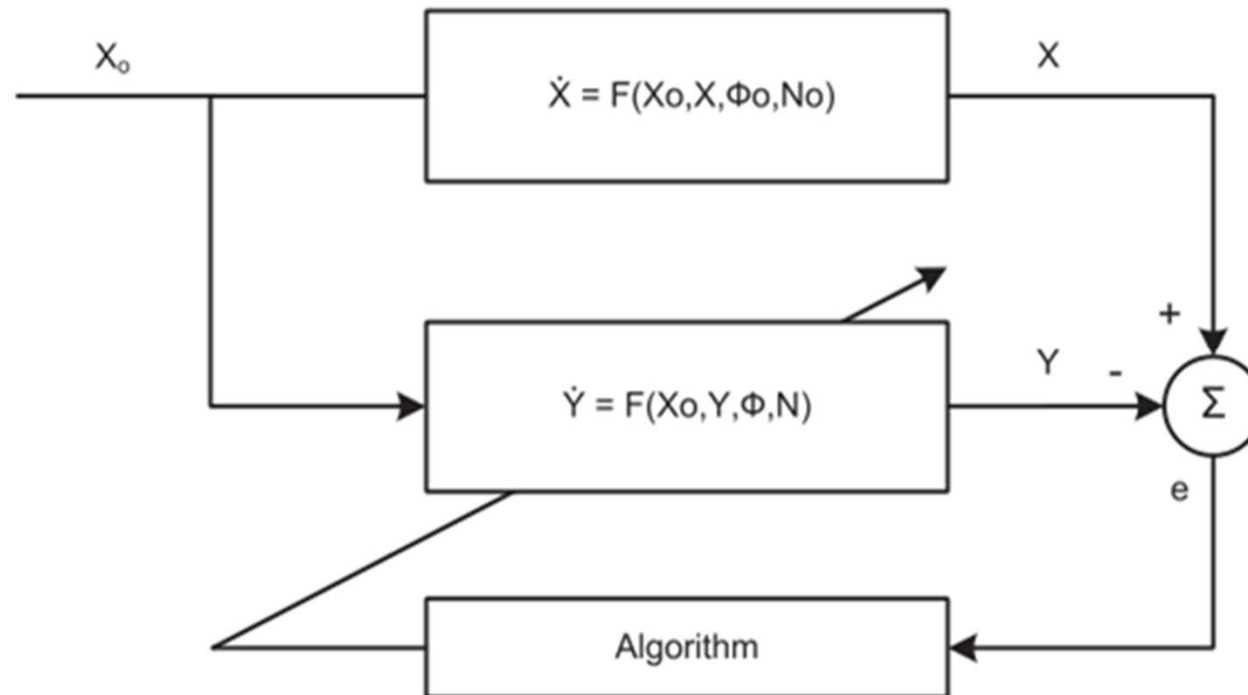 Xₒ
Ẋ = F(Xo,X,Φo,No)
X
+
Ẏ = F(Xo,Y,Φ,N)
Y
-
Σ
e
Algorithm